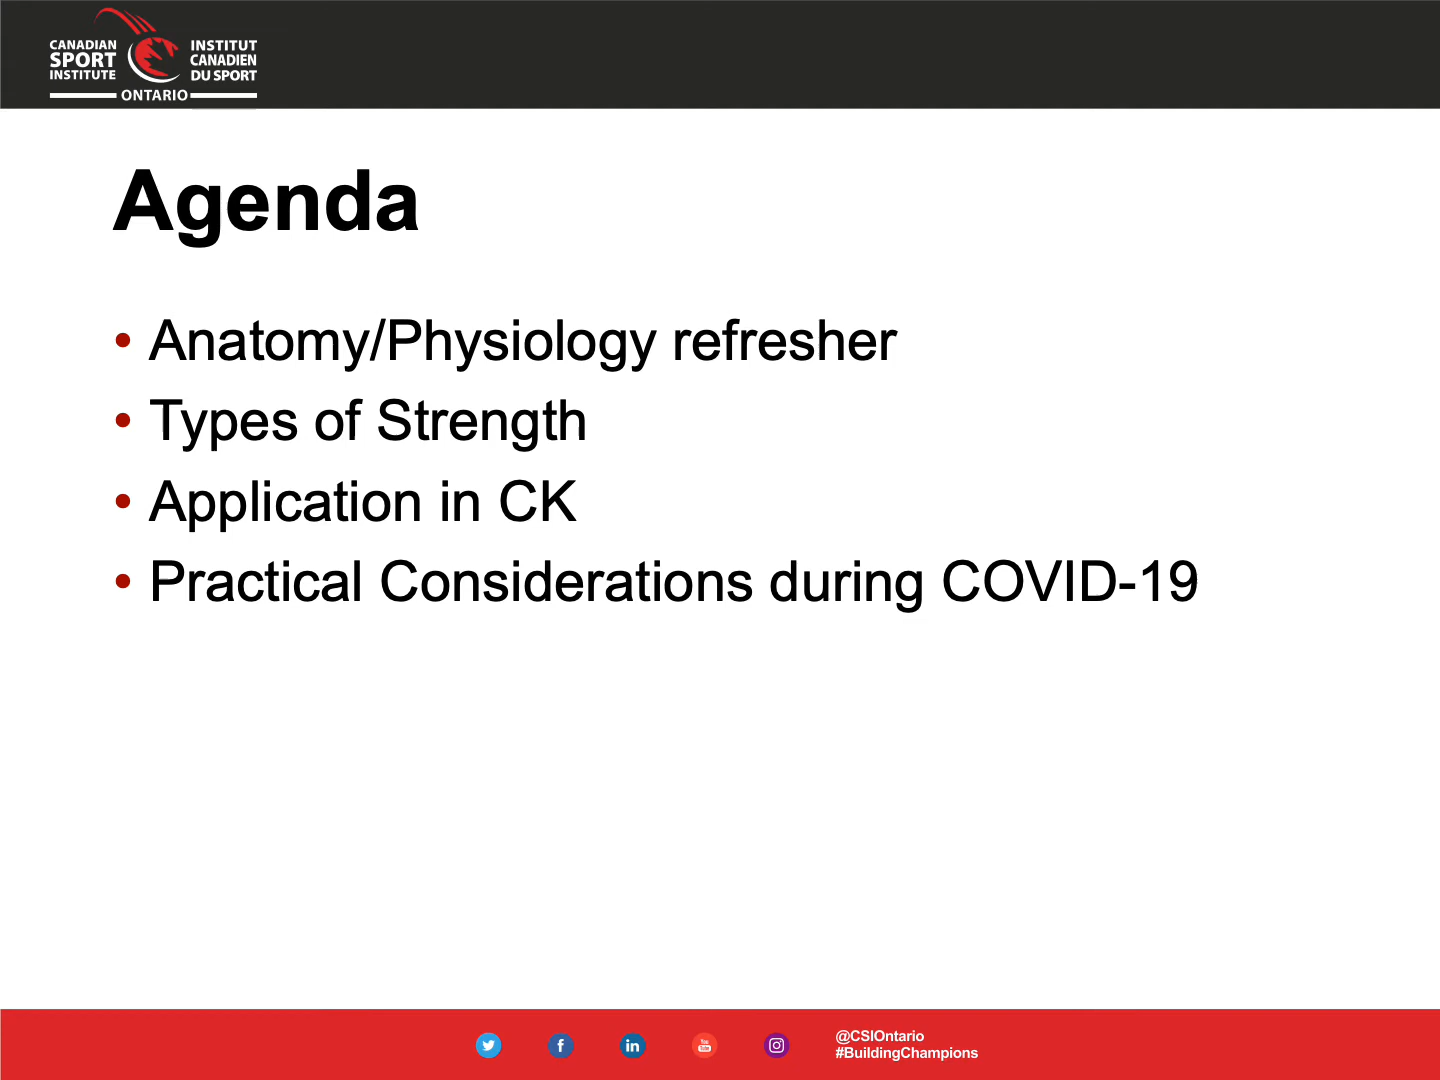 CANADIAN
SPORT
INSTITUTE
INSTITUT
CANADIEN
DU SPORT
ONTARIO
Agenda
• Anatomy/Physiology refresher
• Types of Strength
• Application in CK
• Practical Considerations during COVID-19
@CSIOntario
#BuildingChampions